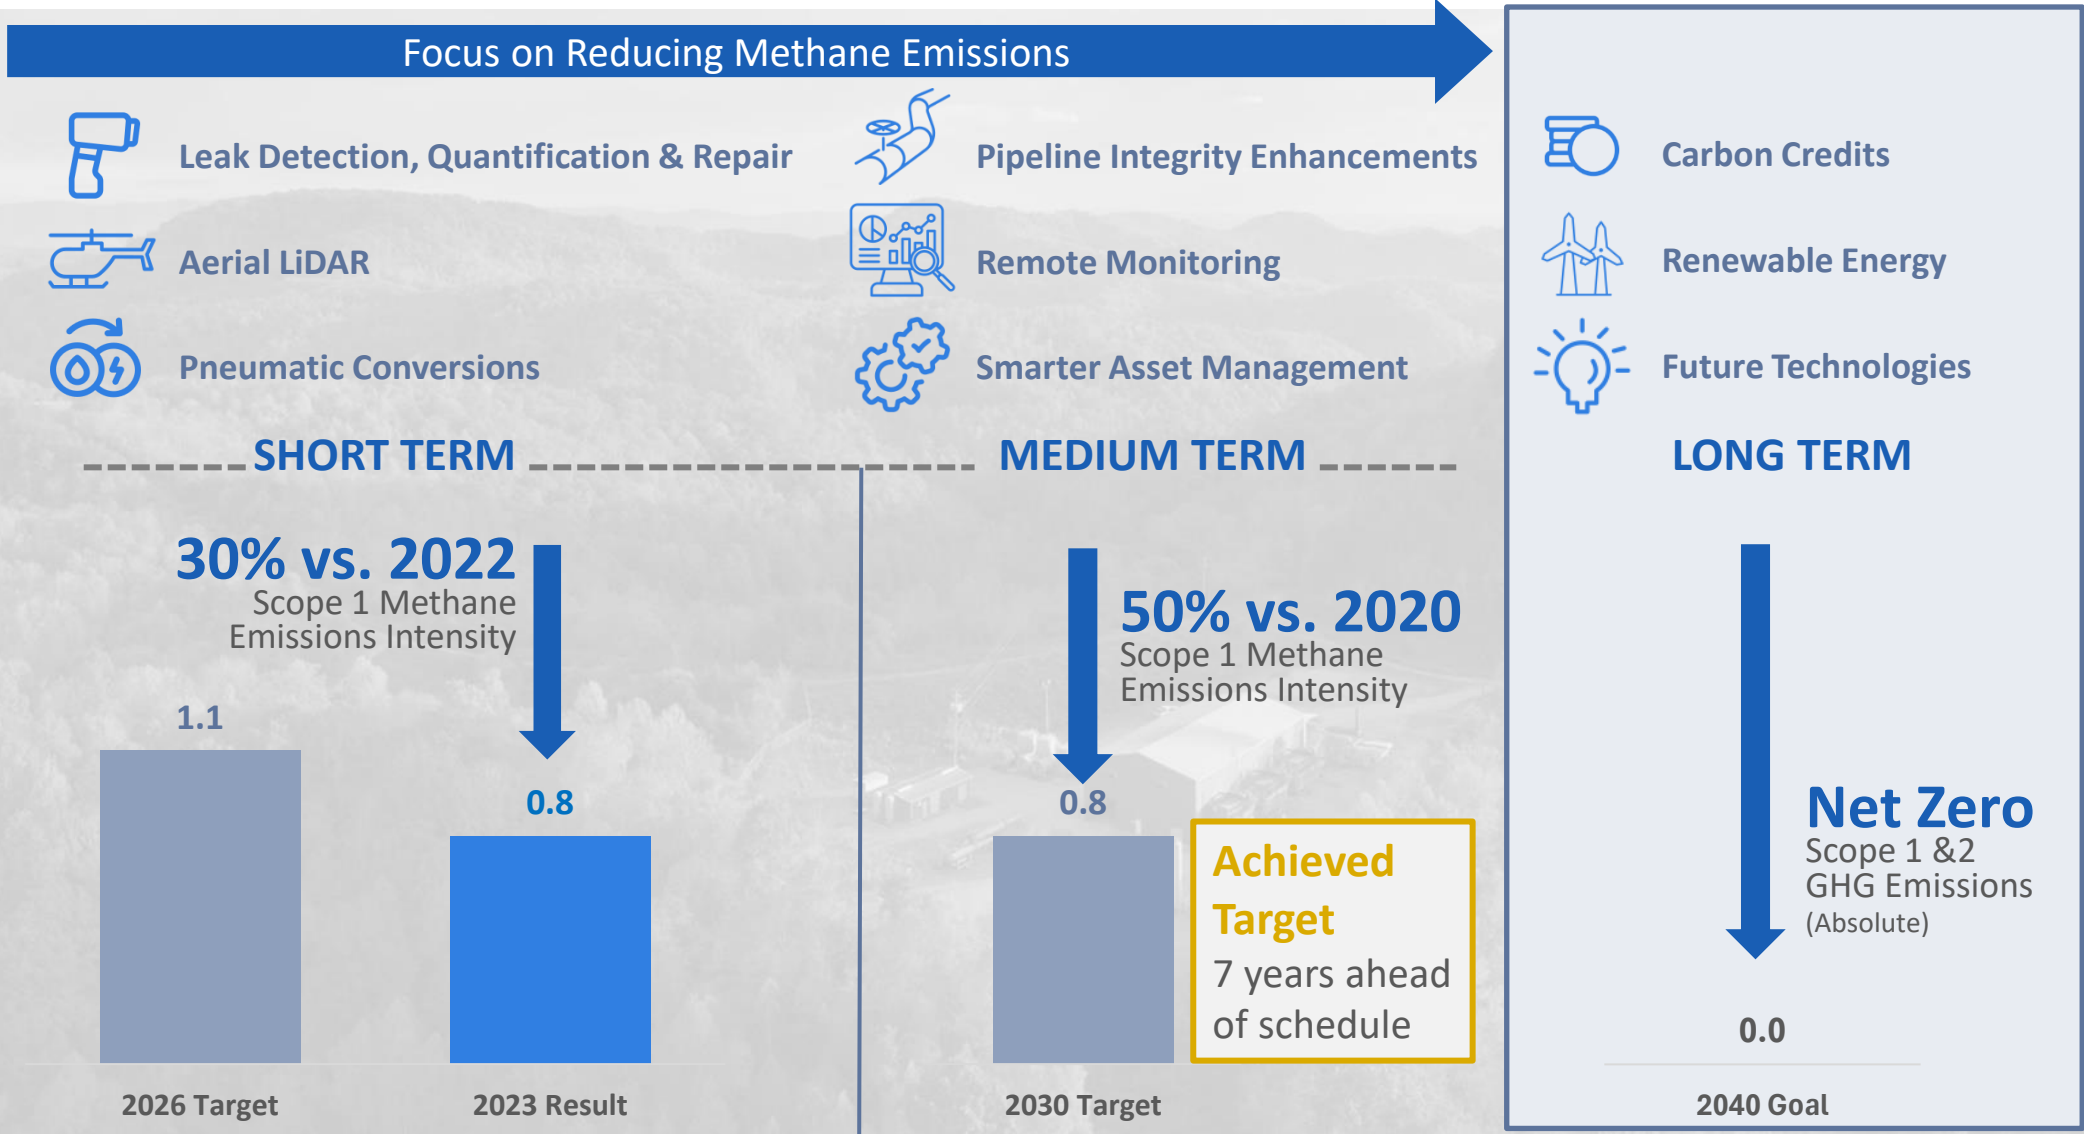 Focus on Reducing Methane Emissions
Leak Detection, Quantification & Repair
Aerial LiDAR
Pneumatic Conversions
Pipeline Integrity Enhancements
Remote Monitoring
Smarter Asset Management
Carbon Credits
Renewable Energy
Future Technologies
SHORT TERM
30% vs. 2022
Scope 1 Methane
Emissions Intensity
1.1
0.8
2026 Target
2023 Result
MEDIUM TERM
50% vs. 2020
Scope 1 Methane
Emissions Intensity
0.8
Achieved
Target
7 years ahead
of schedule
2030 Target
LONG TERM
Net Zero
Scope 1 &2
GHG Emissions
(Absolute)
0.0
2040 Goal